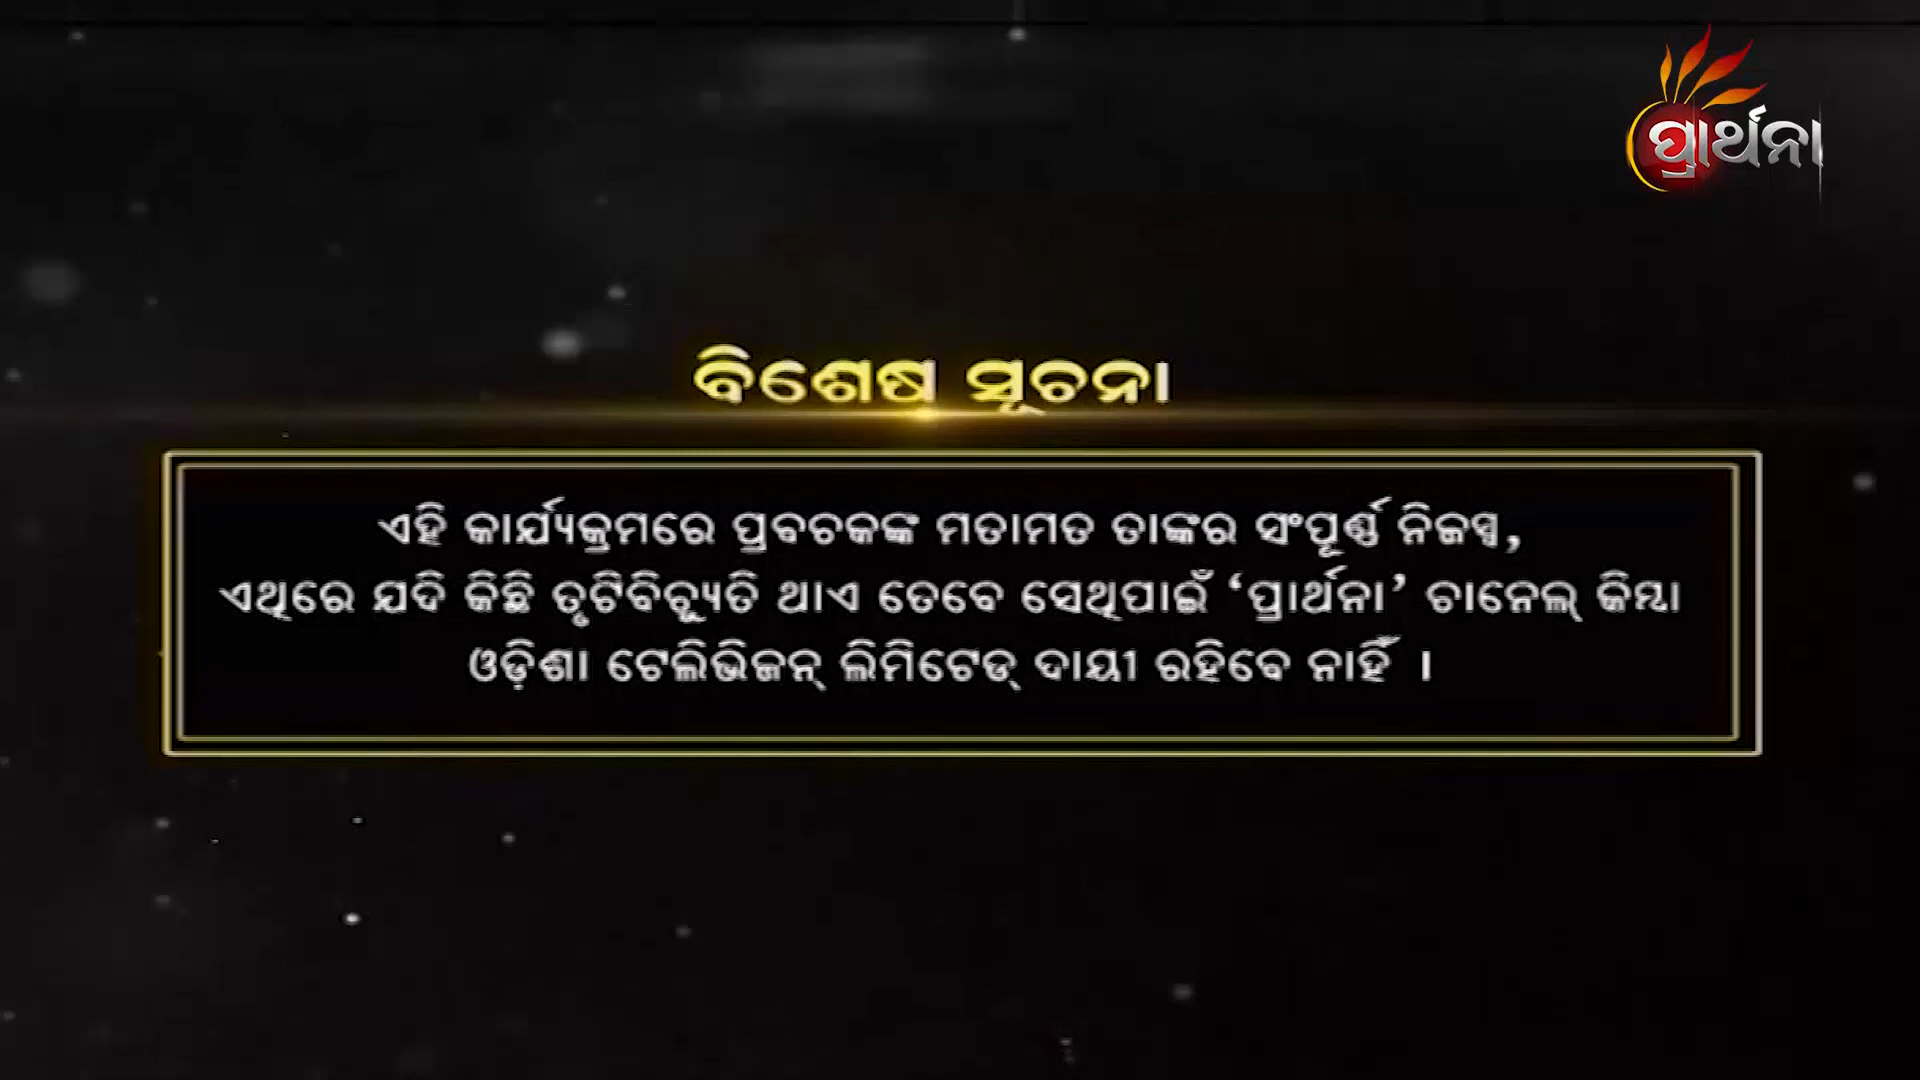 ପ୍ରାର୍ଥନା
ବିଶେଷ ସୂଚନା
ଏହି କାର୍ଯ୍ୟକ୍ରମରେ ପ୍ରବଚକଙ୍କ ମତାମତ ତାଙ୍କର ସଂପୂର୍ଣ୍ଣ ନିଜସ୍ୱ,
ଏଥିରେ ଯଦି କିଛି ତୃଟିବିଚ୍ୟୁତି ଥାଏ ତେବେ ସେଥିପାଇଁ ‘ପ୍ରାର୍ଥନା’ ଚାନେଲ୍ କିମ୍ବା
ଓଡ଼ିଶା ଟେଲିଭିଜନ୍ ଲିମିଟେଡ୍ ଦାୟୀ ରହିବେ ନାହିଁ ।